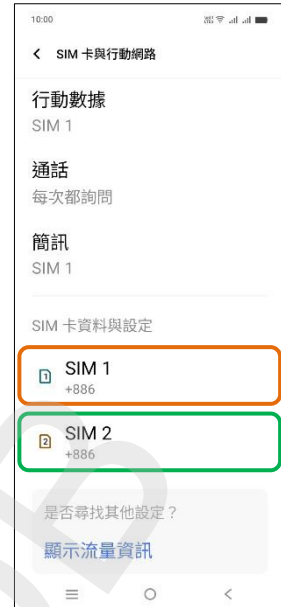 10:00
SIM 卡與行動網路
行動數據
SIM 1
通話
每次都詢問
簡訊
SIM 1
SIM 卡資料與設定
1 SIM 1
+886
2 SIM 2
+886
是否尋找其他設定？
顯示流量資訊